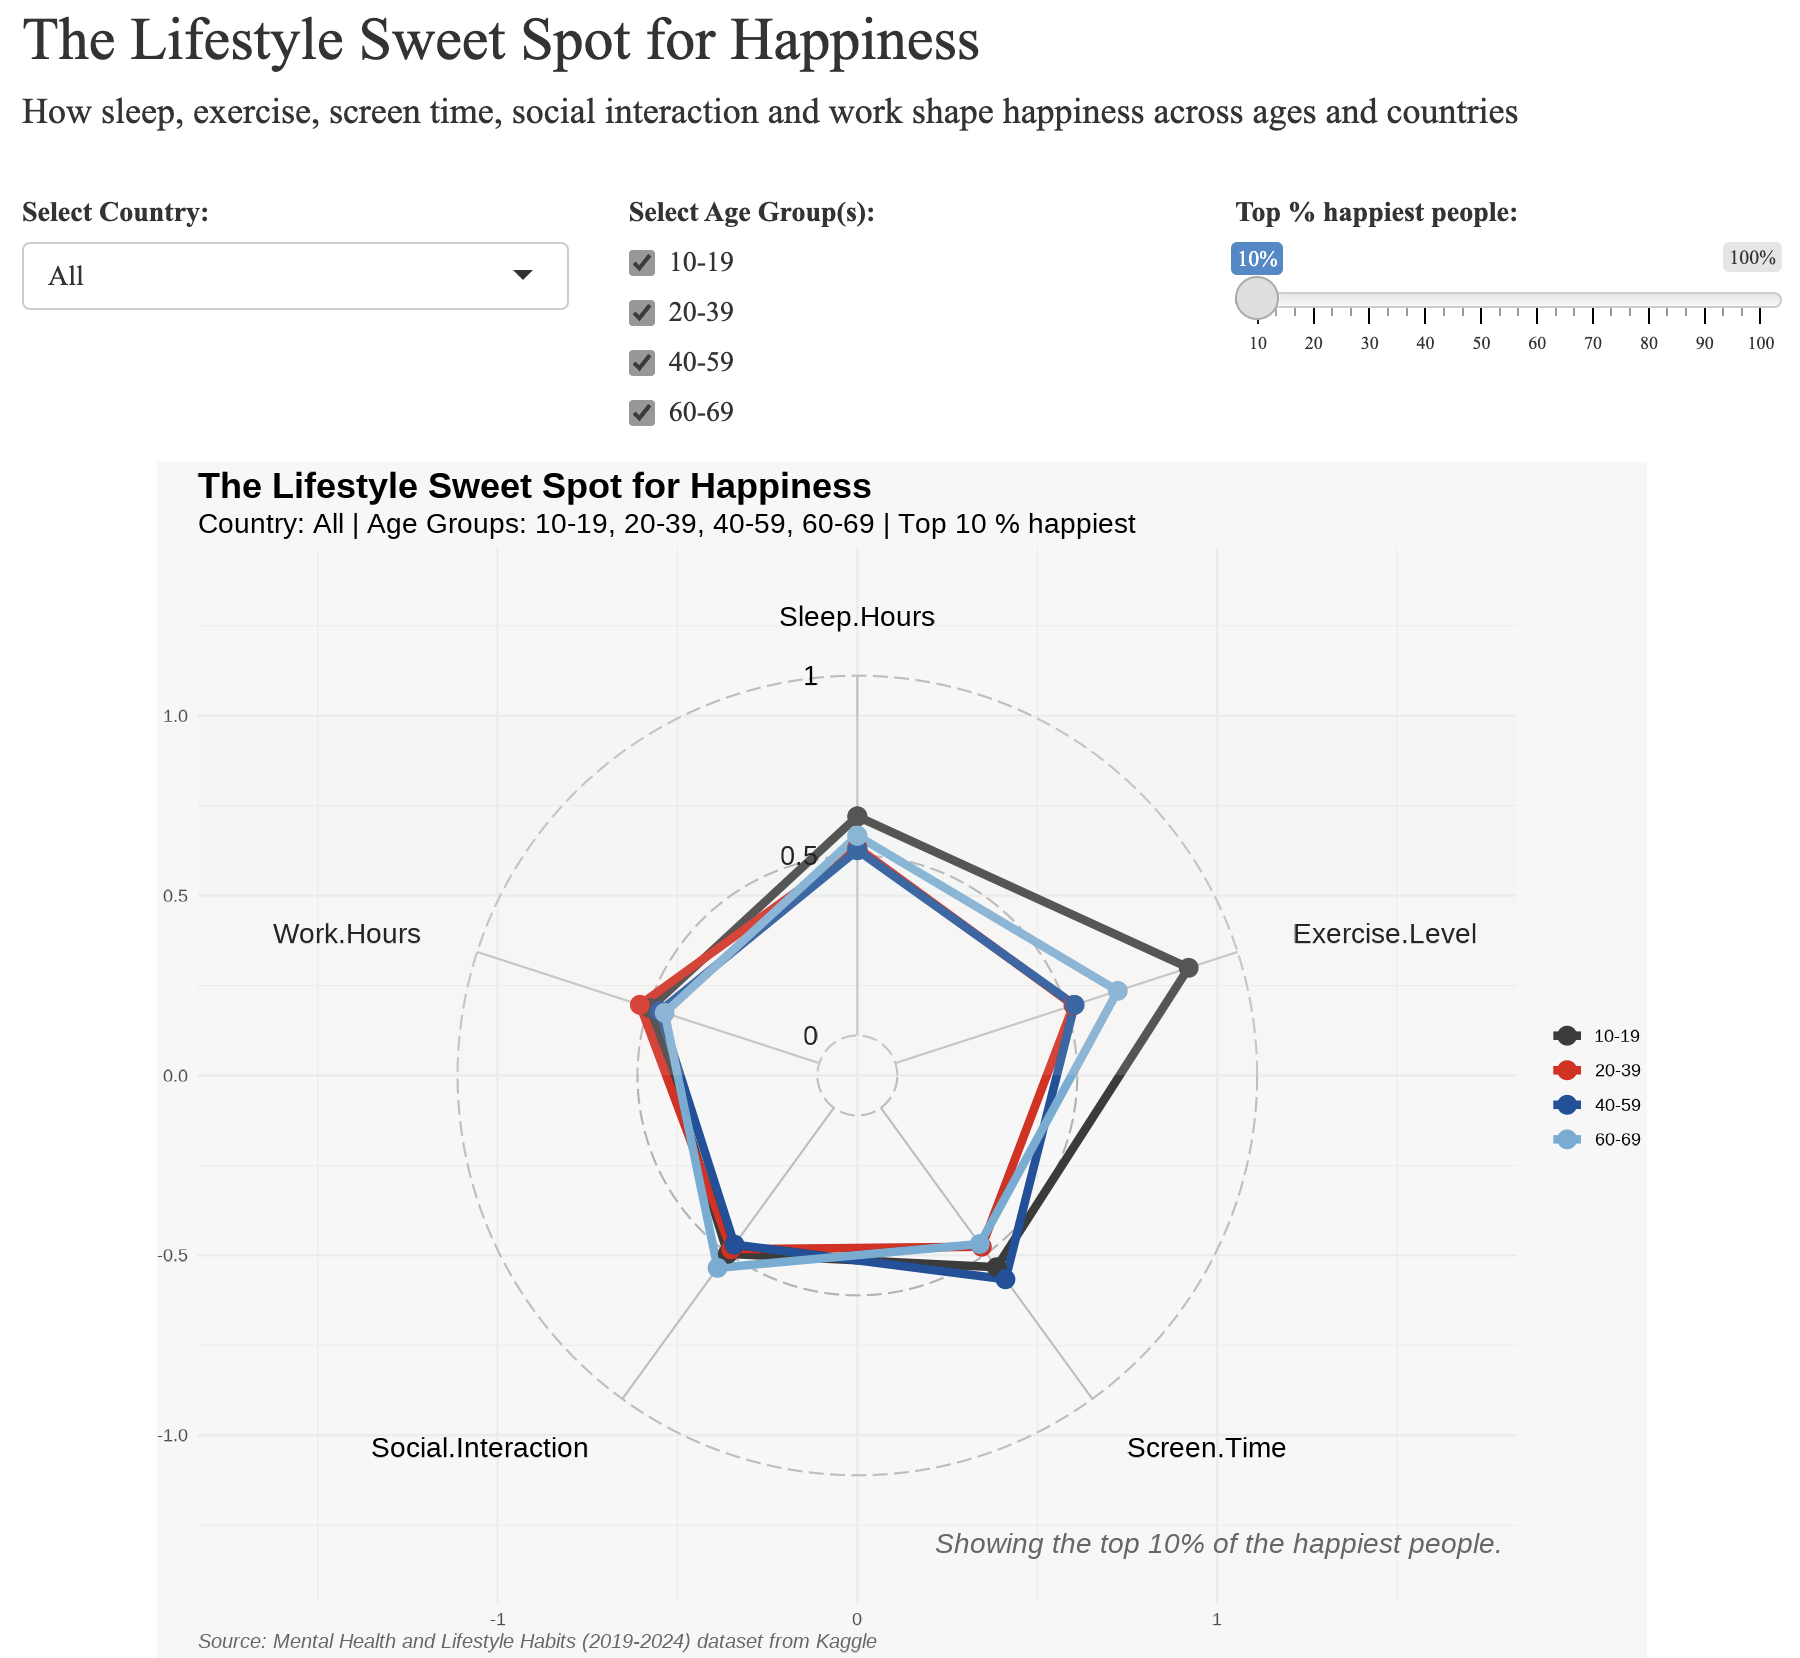 The Lifestyle Sweet Spot for Happiness
How sleep, exercise, screen time, social interaction and work shape happiness across ages and countries
Select Country:
All
Select Age Group(s):
10-19
20-39
40-59
60-69
Top % happiest people:
10%
100%
10 20 30 40 50 60 70 80 90 100
The Lifestyle Sweet Spot for Happiness
Country: All | Age Groups: 10-19, 20-39, 40-59, 60-69 | Top 10 % happiest
Sleep.Hours
1
1.0
0.5
0.5
Work.Hours
Exercise.Level
0
0.0
10-19
20-39
40-59
60-69
-0.5
-1.0
Social.Interaction
Screen.Time
Showing the top 10% of the happiest people.
-1 0 1
Source: Mental Health and Lifestyle Habits (2019-2024) dataset from Kaggle